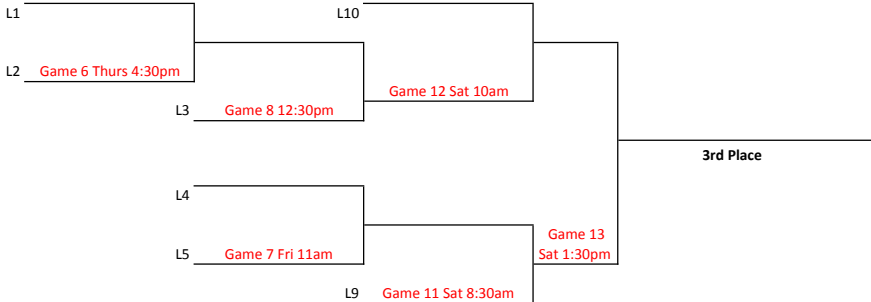 L1
L10
L2
Game 6 Thurs 4:30pm
Game 12 Sat 10am
L3
Game 8 12:30pm
3rd Place
L4
Game 13
Sat 1:30pm
L5
Game 7 Fri 11am
L9
Game 11 Sat 8:30am